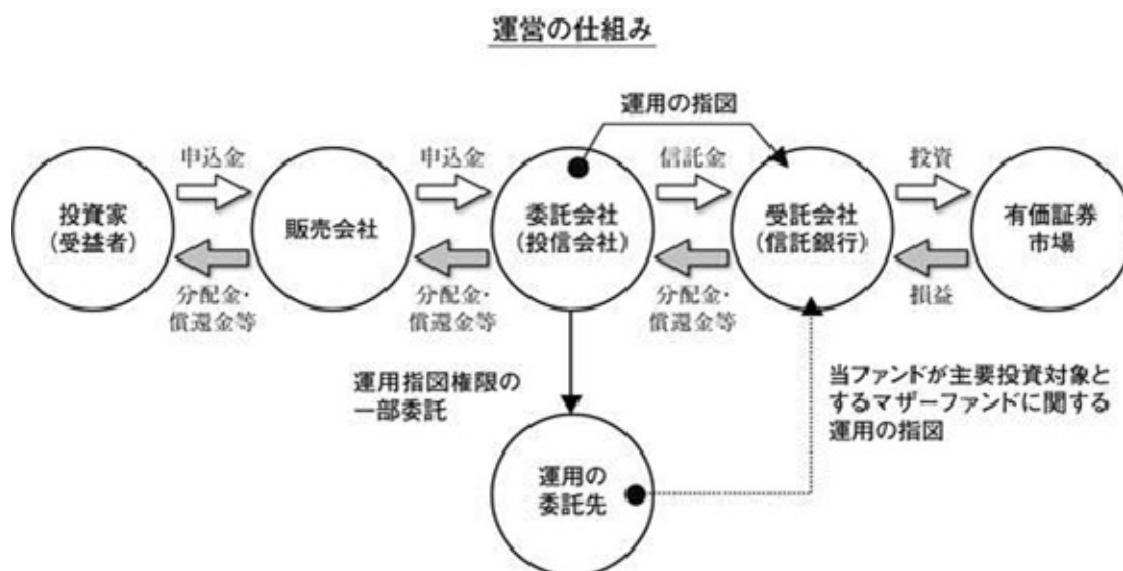 運営の仕組み
運用の指図
申込金
申込金
信託金
投資
投資家
(受益者)
販売会社
委託会社
(投信会社)
受託会社
(信託銀行)
有価証券
市場
分配金・
償還金等
分配金・
償還金等
分配金・
償還金等
損益
運用指図権限の
一部委託
当ファンドが主要投資対象と
するマザーファンドに関する
運用の指図
運用の
委託先